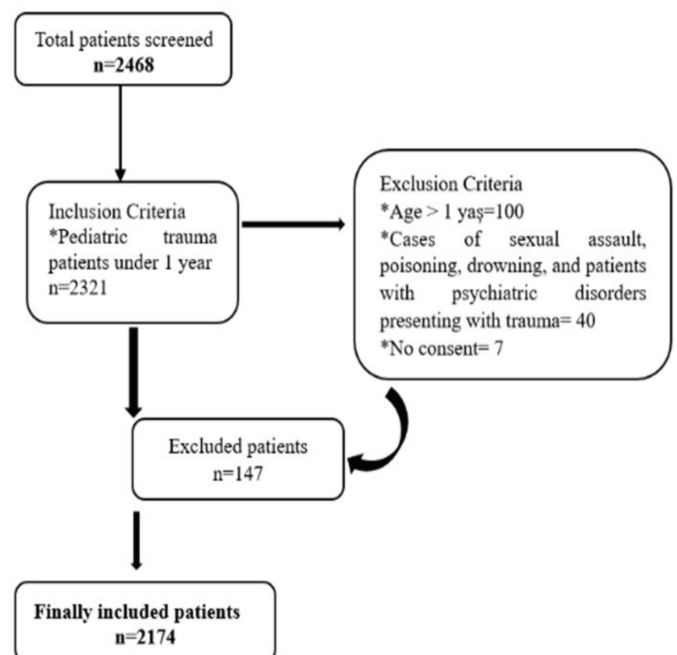 Total patients screened
n=2468
Inclusion Criteria
*Pediatric trauma
patients under 1 year
n=2321
Exclusion Criteria
*Age > 1 yaş=100
*Cases of sexual assault,
poisoning, drowning, and patients
with psychiatric disorders
presenting with trauma= 40
*No consent= 7
Excluded patients
n=147
Finally included patients
n=2174